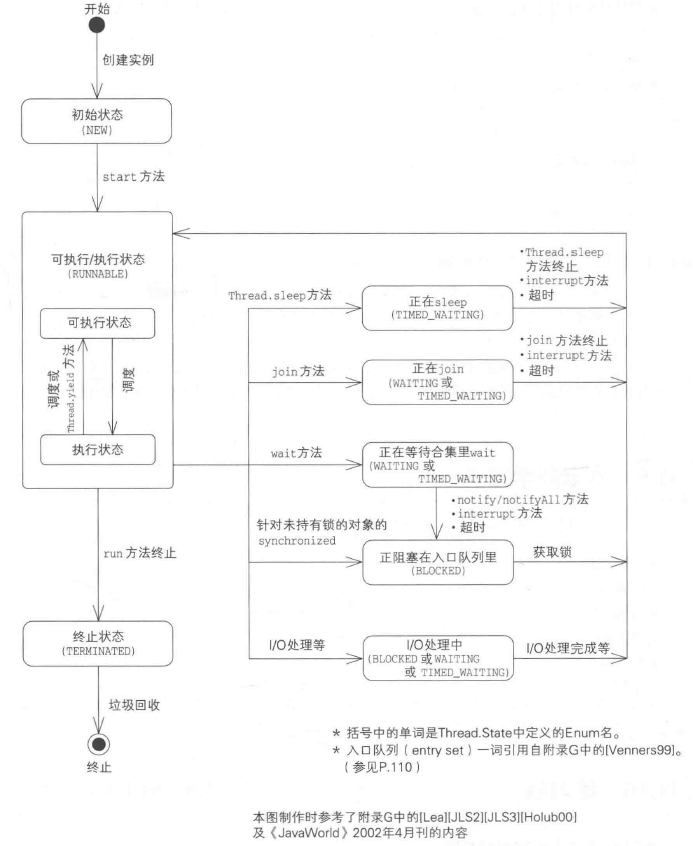 开始
创建实例
初始状态
(NEW)
start 方法
可执行/执行状态
(RUNNABLE)
可执行状态
调度或
Thread.yield 方法
调度
执行状态
run 方法终止
终止状态
(TERMINATED)
垃圾回收
终止
Thread.sleep方法
正在sleep
(TIMED_WAITING)
•Thread.sleep
方法终止
•interrupt方法
•超时
join 方法
正在join
(WAITING 或
TIMED_WAITING)
•join 方法终止
•interrupt 方法
•超时
wait方法
正在等待合集里wait
(WAITING 或
TIMED_WAITING)
•notify/notifyAll 方法
•interrupt 方法
•超时
针对未持有锁的对象的
synchronized
正阻塞在入口队列里
(BLOCKED)
获取锁
I/O处理等
I/O处理中
(BLOCKED 或 WAITING
或 TIMED_WAITING)
I/O处理完成等
* 括号中的单词是Thread.State中定义的Enum名。
* 入口队列（entry set）一词引用自附录G中的[Venners99]。
（参见P.110）
本图制作时参考了附录G中的[Lea][JLS2][JLS3][Holub00]
及《JavaWorld》2002年4月刊的内容